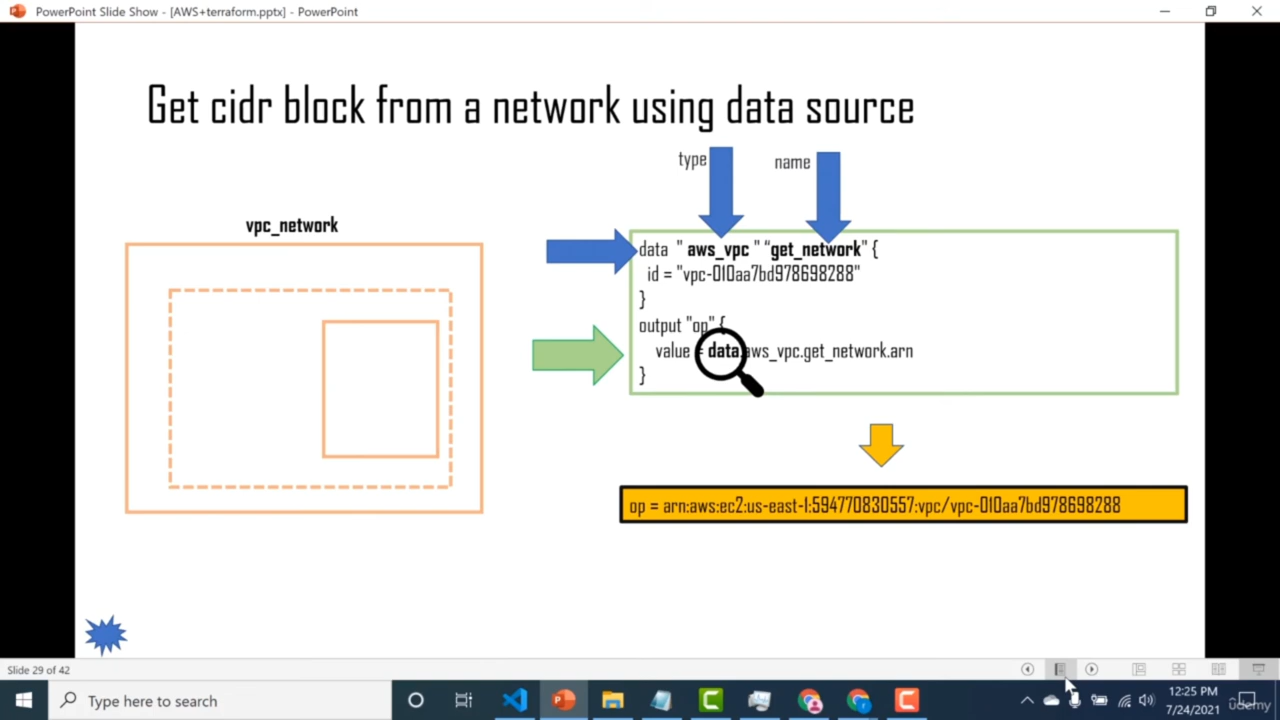 PowerPoint Slide Show - [AWS+terraform.pptx] - PowerPoint
Get cidr block from a network using data source
type
name
vpc_network
data " aws_vpc " “get_network" {
id = "vpc-010aa7bd978698288"
}
output "op" {
value = data.aws_vpc.get_network.arn
}
op = arn:aws:ec2:us-east-1:594770830557:vpc/vpc-010aa7bd978698288
Slide 29 of 42
Type here to search
12:25 PM
7/24/2021
udemy